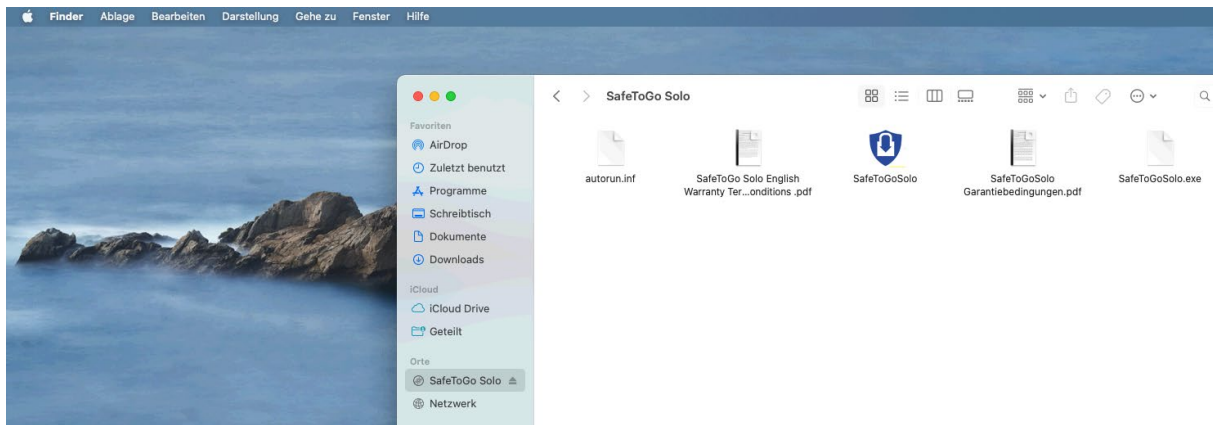 Finder Ablage Bearbeiten Darstellung Gehe zu Fenster Hilfe
SafeToGo Solo
Favoriten
AirDrop
Zuletzt benutzt
Programme
Schreibtisch
Dokumente
Downloads
iCloud
iCloud Drive
Geteilt
Orte
SafeToGo Solo
Netzwerk
autorun.inf
SafeToGo Solo English
Warranty Ter...onditions .pdf
SafeToGoSolo
SafeToGoSolo
Garantiebedingungen.pdf
SafeToGoSolo.exe